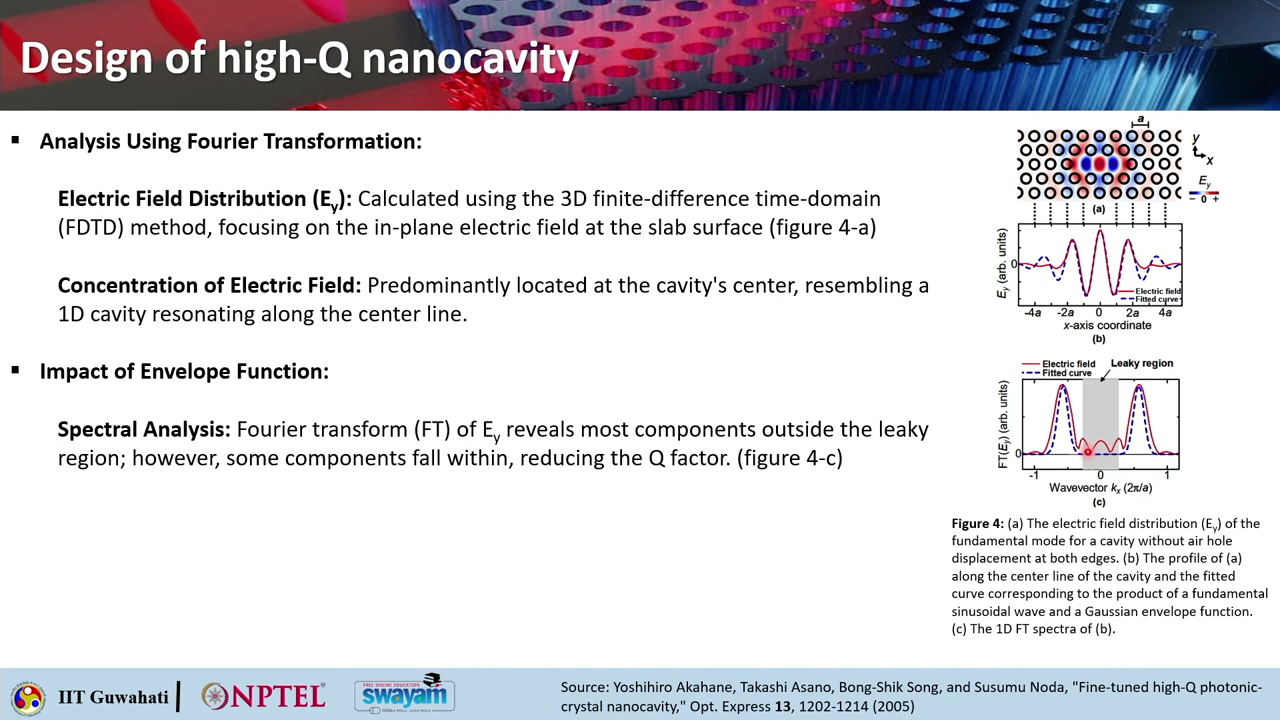 Design of high-Q nanocavity
▪ Analysis Using Fourier Transformation:
Electric Field Distribution (Ey): Calculated using the 3D finite-difference time-domain
(FDTD) method, focusing on the in-plane electric field at the slab surface (figure 4-a)
Concentration of Electric Field: Predominantly located at the cavity's center, resembling a
1D cavity resonating along the center line.
▪ Impact of Envelope Function:
Spectral Analysis: Fourier transform (FT) of Ey reveals most components outside the leaky
region; however, some components fall within, reducing the Q factor. (figure 4-c)
a
y
x
Ey
− 0 +
(a)
Ey (arb. units)
0
Electric field
Fitted curve
-4a -2a 0 2a 4a
x-axis coordinate
(b)
Electric field
Fitted curve
Leaky region
FT(Ey) (arb. units)
0
-1 0 1
Wavevector kx (2π/a)
(c)
Figure 4: (a) The electric field distribution (Ey) of the
fundamental mode for a cavity without air hole
displacement at both edges. (b) The profile of (a)
along the center line of the cavity and the fitted
curve corresponding to the product of a fundamental
sinusoidal wave and a Gaussian envelope function.
(c) The 1D FT spectra of (b).
IIT Guwahati
NPTEL
FREE ONLINE EDUCATION
swayam
Source: Yoshihiro Akahane, Takashi Asano, Bong-Shik Song, and Susumu Noda, "Fine-tuned high-Q photonic-
crystal nanocavity," Opt. Express 13, 1202-1214 (2005)